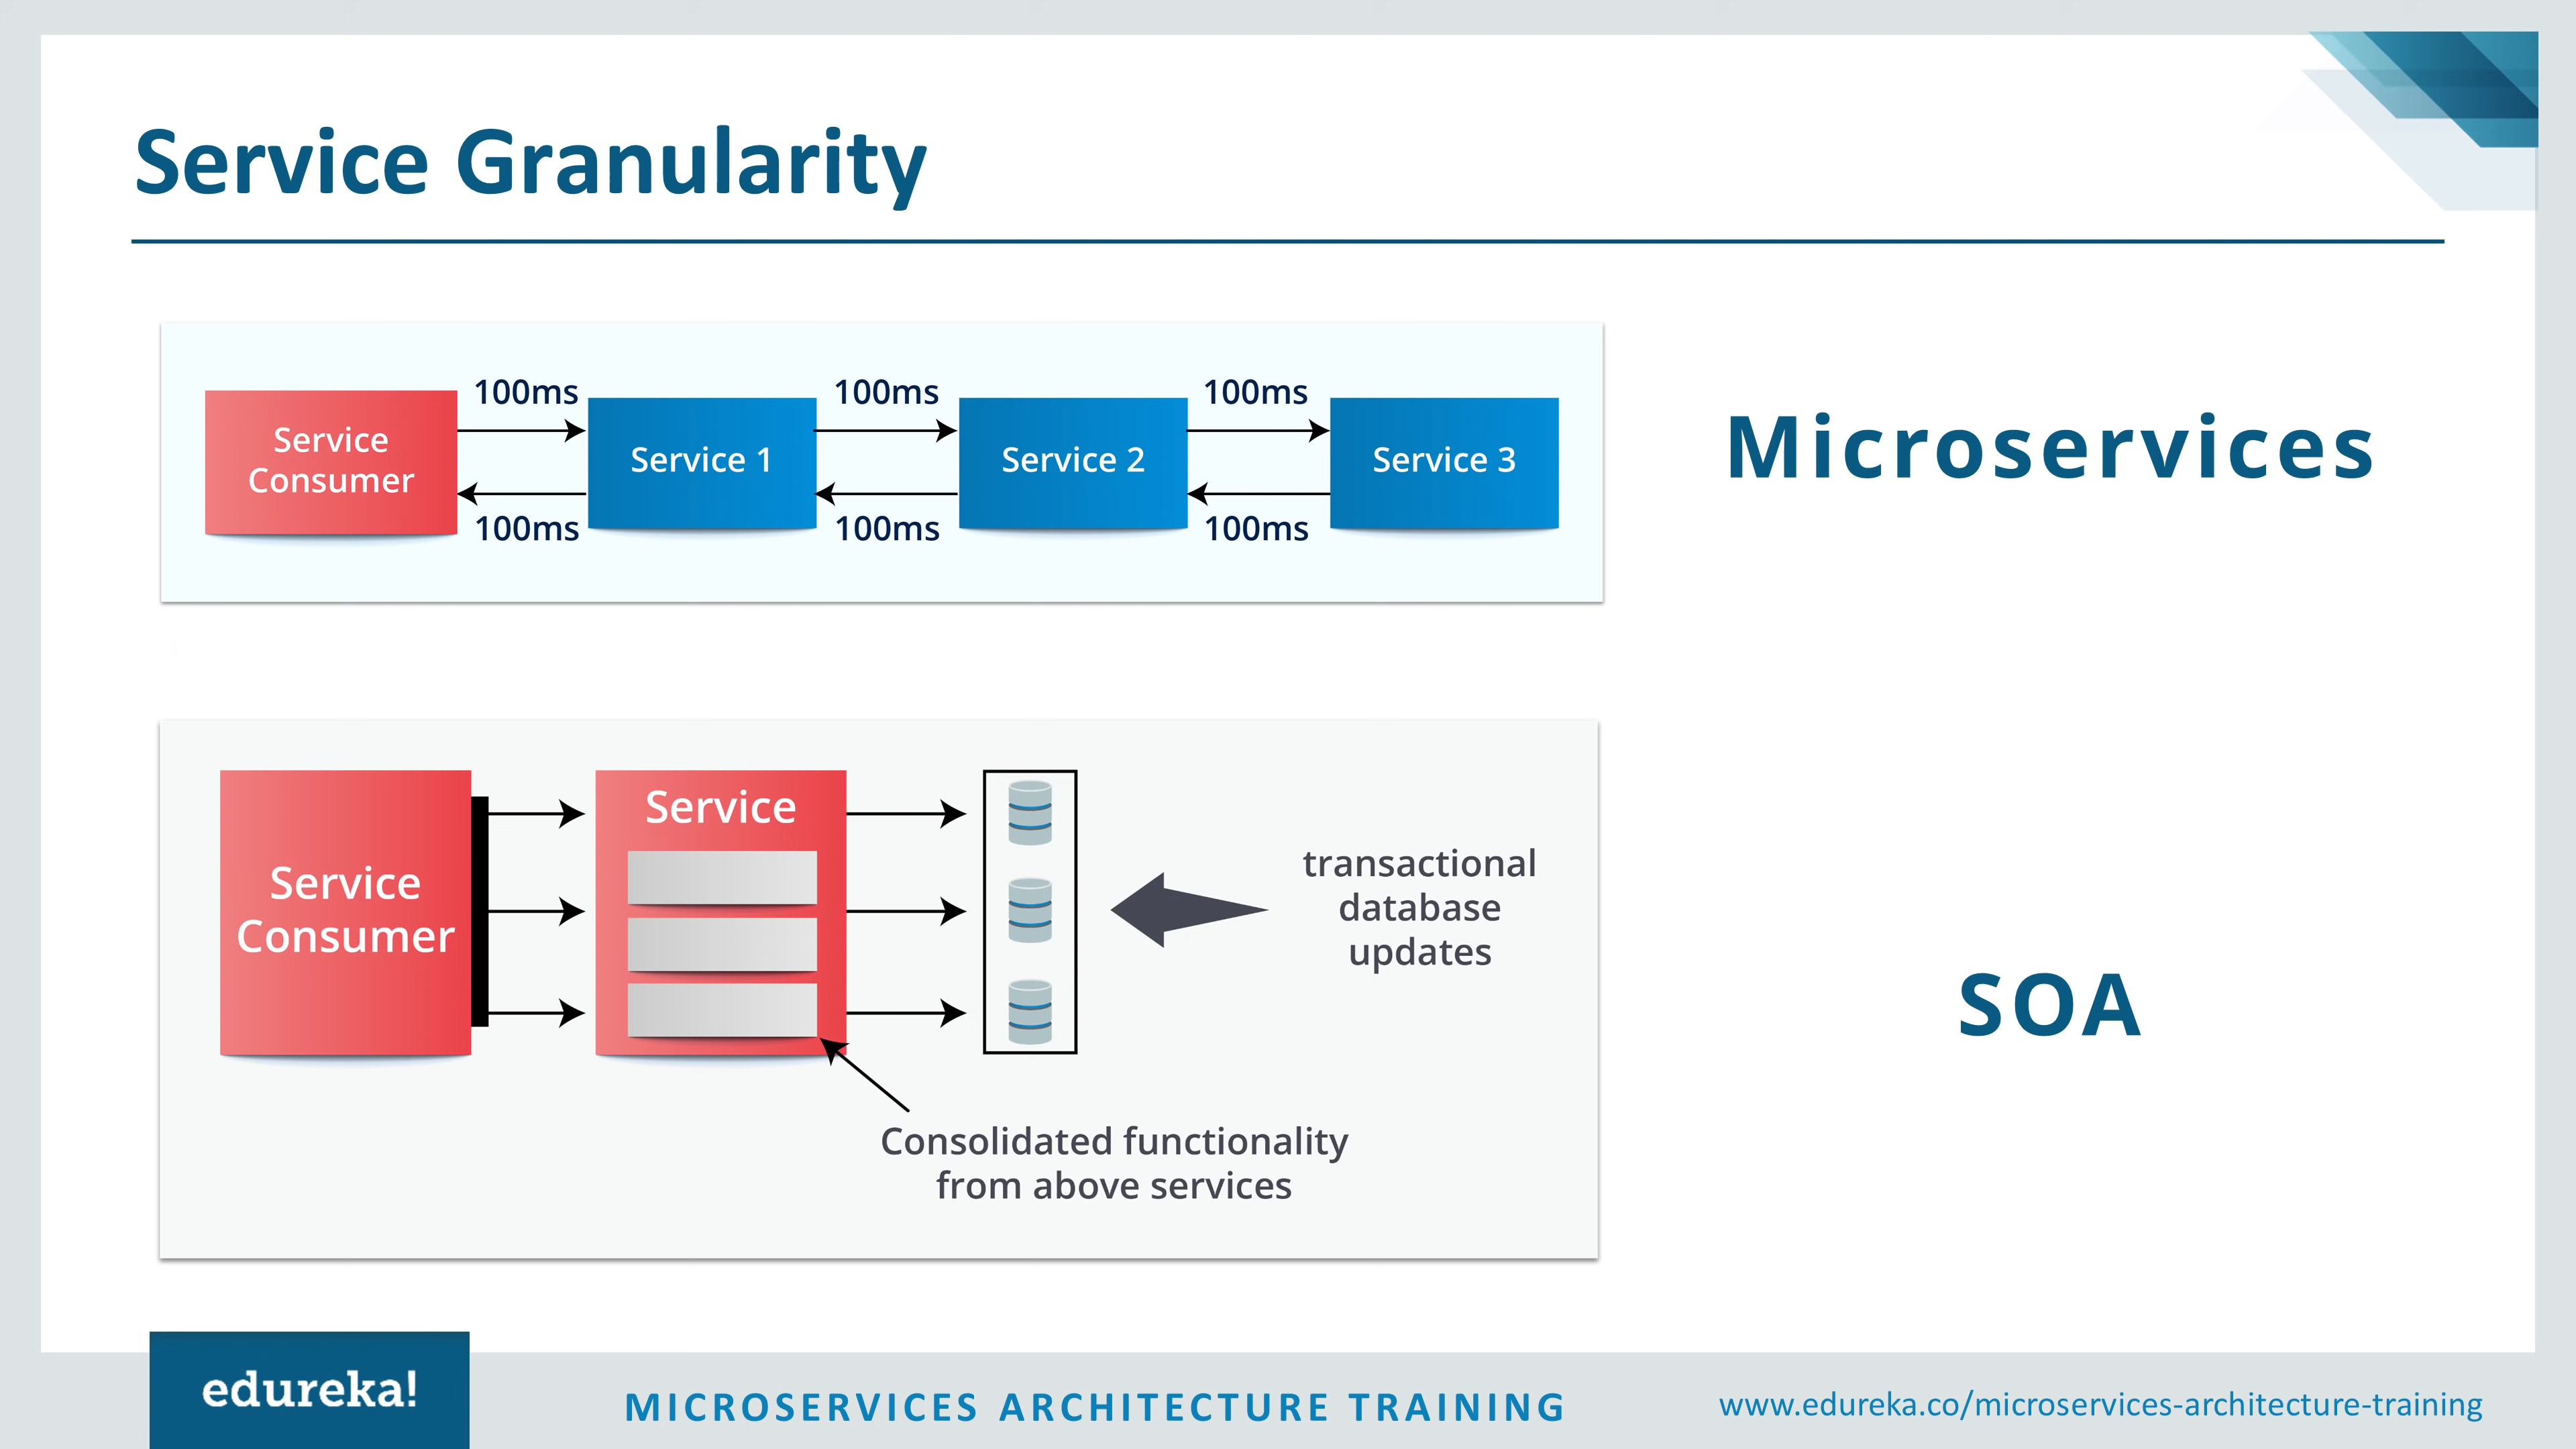 Service Granularity
100ms 100ms 100ms
Service
Consumer
Service 1
Service 2
Service 3
100ms 100ms 100ms
Microservices
Service
Consumer
Service
transactional
database
updates
Consolidated functionality
from above services
SOA
edureka!
MICROSERVICES ARCHITECTURE TRAINING
www.edureka.co/microservices-architecture-training